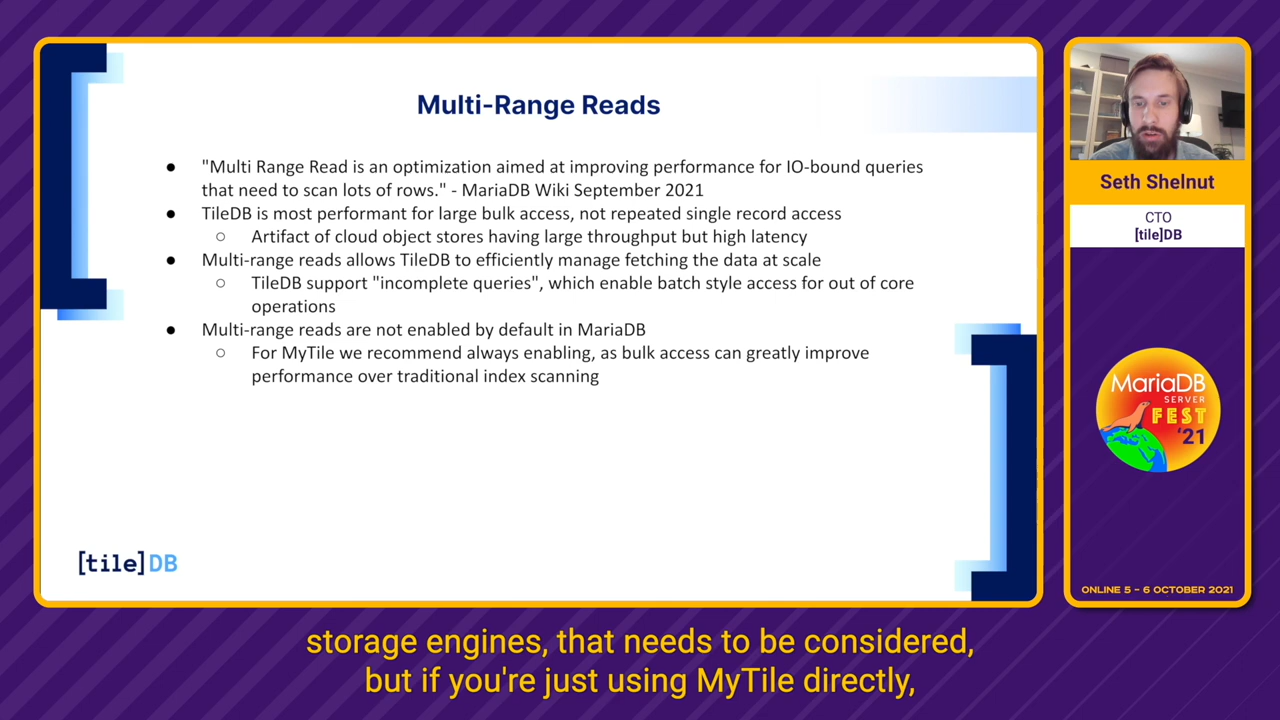 Multi-Range Reads
● "Multi Range Read is an optimization aimed at improving performance for IO-bound queries
that need to scan lots of rows." - MariaDB Wiki September 2021
● TileDB is most performant for large bulk access, not repeated single record access
○ Artifact of cloud object stores having large throughput but high latency
● Multi-range reads allows TileDB to efficiently manage fetching the data at scale
○ TileDB support "incomplete queries", which enable batch style access for out of core
operations
● Multi-range reads are not enabled by default in MariaDB
○ For MyTile we recommend always enabling, as bulk access can greatly improve
performance over traditional index scanning
[tile]DB
Seth Shelnut
CTO
[tile]DB
MariaDB
SERVER
FEST
'21
ONLINE 5 – 6 OCTOBER 2021
storage engines, that needs to be considered,
but if you're just using MyTile directly,